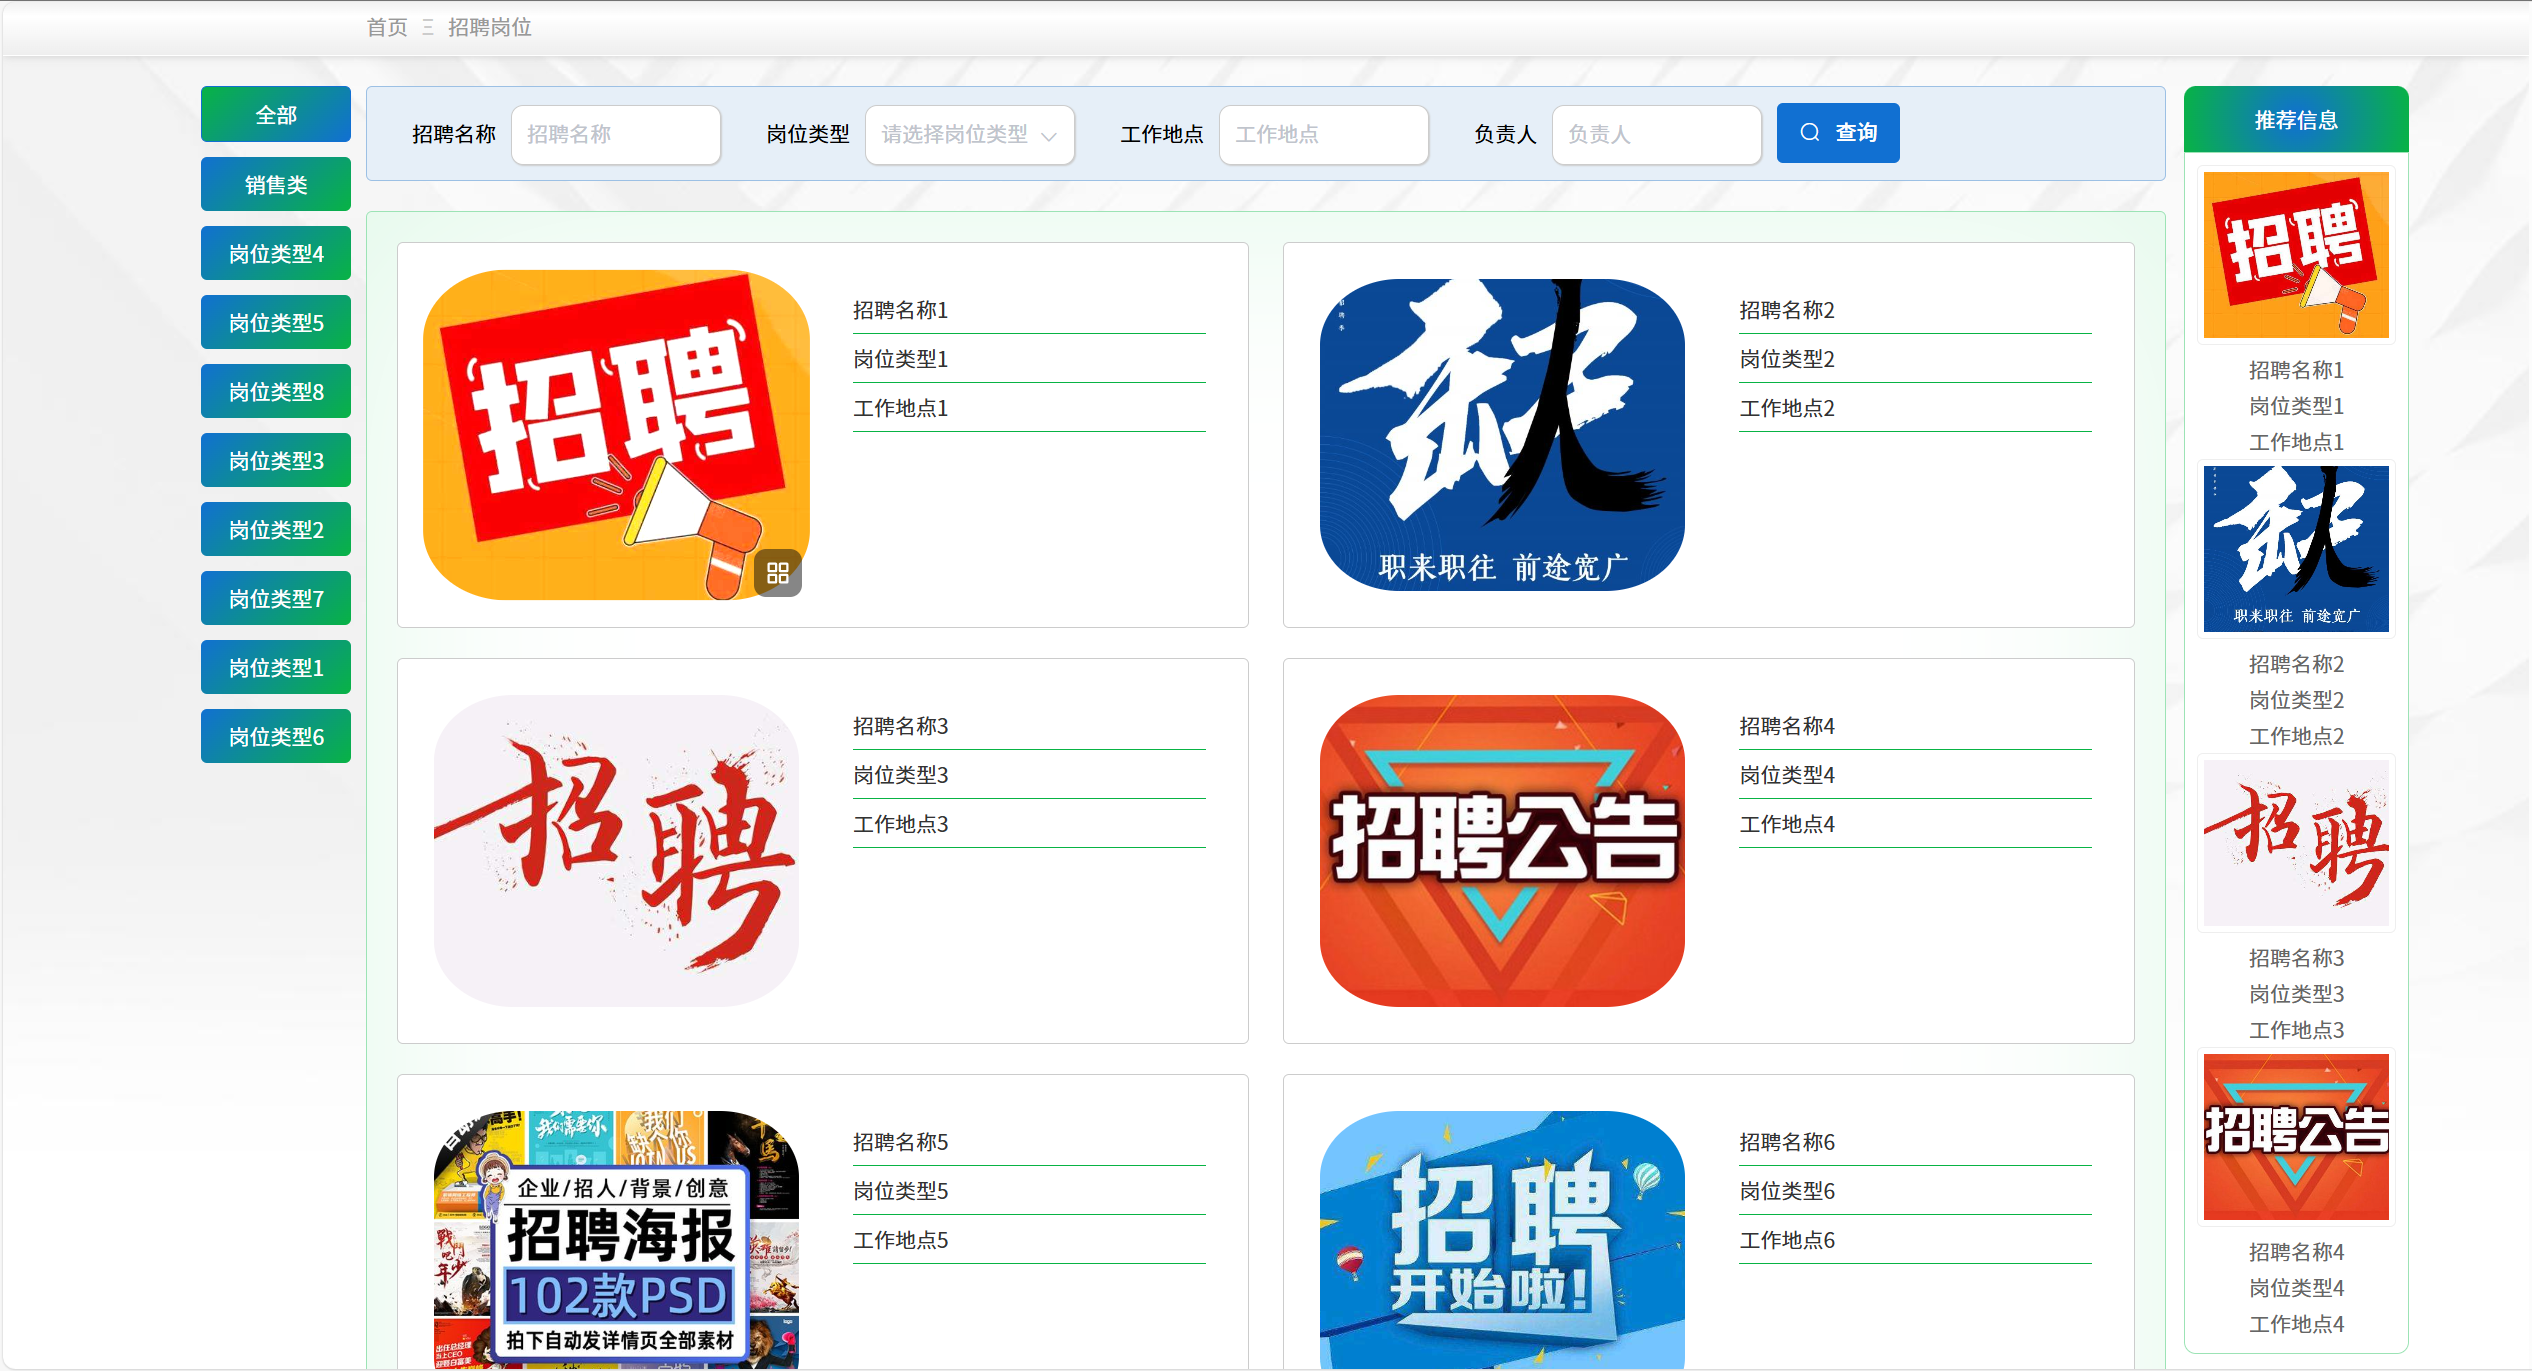 首页 Ξ 招聘岗位
全部
销售类
岗位类型4
岗位类型5
岗位类型8
岗位类型3
岗位类型2
岗位类型7
岗位类型1
岗位类型6
招聘名称 招聘名称 岗位类型 请选择岗位类型 工作地点 工作地点 负责人 负责人 查询
招聘
招聘名称1
岗位类型1
工作地点1
职来职往 前途宽广
招聘名称2
岗位类型2
工作地点2
招聘
招聘名称3
岗位类型3
工作地点3
招聘公告
招聘名称4
岗位类型4
工作地点4
我们需要你
我们
缺个你
JOIN US
企业/招人/背景/创意
招聘海报
102款PSD
拍下自动发详情页全部素材
招聘名称5
岗位类型5
工作地点5
招聘
开始啦!
招聘名称6
岗位类型6
工作地点6
推荐信息
招聘
招聘名称1
岗位类型1
工作地点1
职来职往 前途宽广
招聘名称2
岗位类型2
工作地点2
招聘
招聘名称3
岗位类型3
工作地点3
招聘公告
招聘名称4
岗位类型4
工作地点4